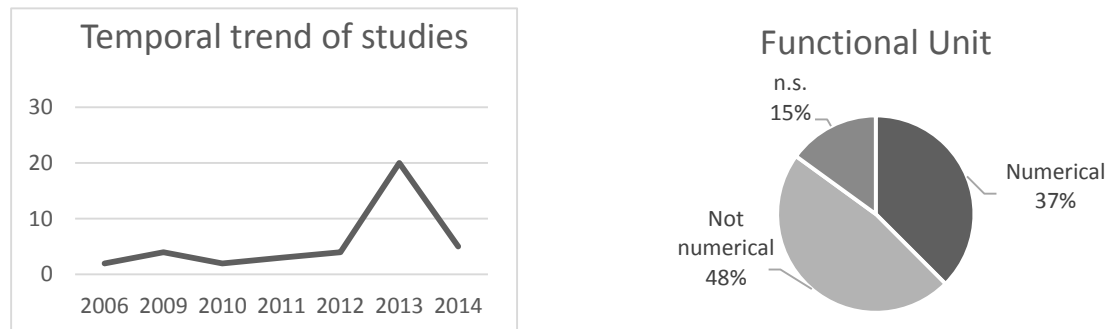 Temporal trend of studies
30
20
10
0
2006 2009 2010 2011 2012 2013 2014
Functional Unit
n.s.
15%
Numerical
37%
Not
numerical
48%